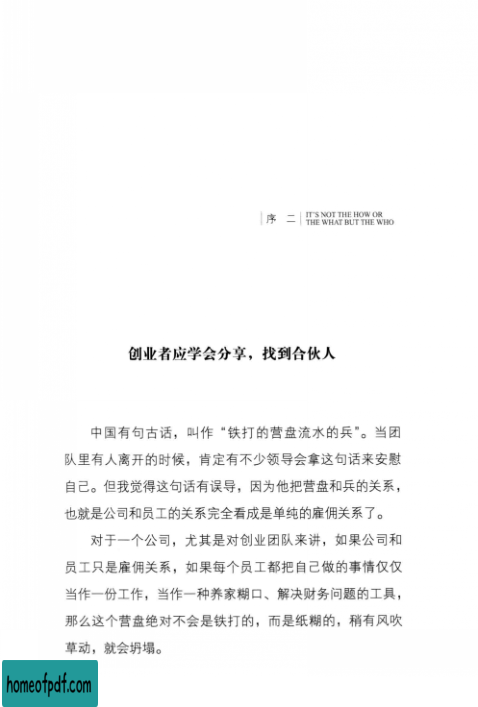 序 二 IT'S NOT THE HOW OR
THE WHAT BUT THE WHO
创业者应学会分享，找到合伙人
中国有句古话，叫作“铁打的营盘流水的兵”。当团
队里有人离开的时候，肯定有不少领导会拿这句话来安慰
自己。但我觉得这句话有误导，因为他把营盘和兵的关系，
也就是公司和员工的关系完全看成是单纯的雇佣关系了。
对于一个公司，尤其是对创业团队来讲，如果公司和
员工只是雇佣关系，如果每个员工都把自己做的事情仅仅
当作一份工作，当作一种养家糊口、解决财务问题的工具，
那么这个营盘绝对不会是铁打的，而是纸糊的，稍有风吹
草动，就会坍塌。
homeofpdf.com